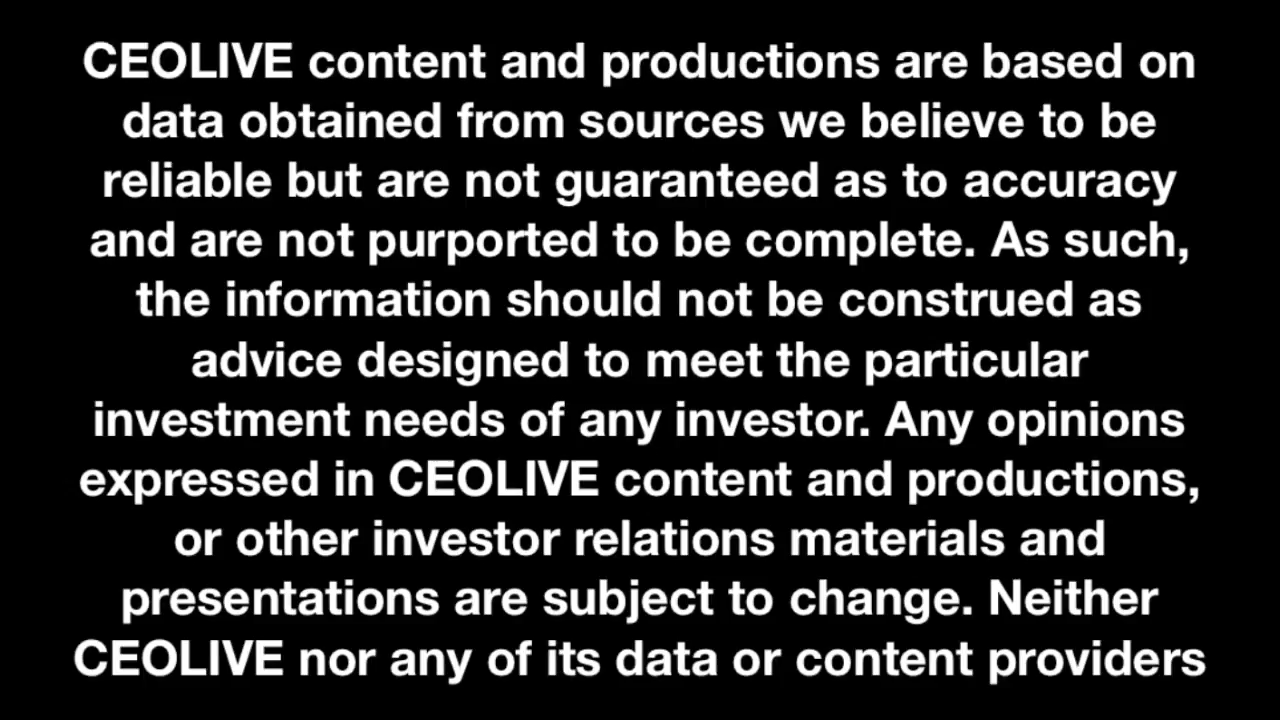 CEOLIVE content and productions are based on
data obtained from sources we believe to be
reliable but are not guaranteed as to accuracy
and are not purported to be complete. As such,
the information should not be construed as
advice designed to meet the particular
investment needs of any investor. Any opinions
expressed in CEOLIVE content and productions,
or other investor relations materials and
presentations are subject to change. Neither
CEOLIVE nor any of its data or content providers